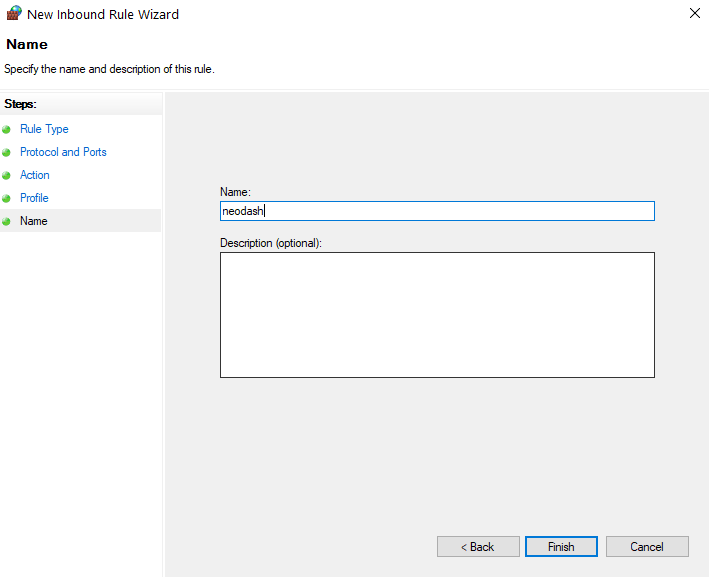 New Inbound Rule Wizard
Name
Specify the name and description of this rule.
Steps:
Rule Type
Protocol and Ports
Action
Profile
Name
Name:
neodash
Description (optional):
< Back
Finish
Cancel